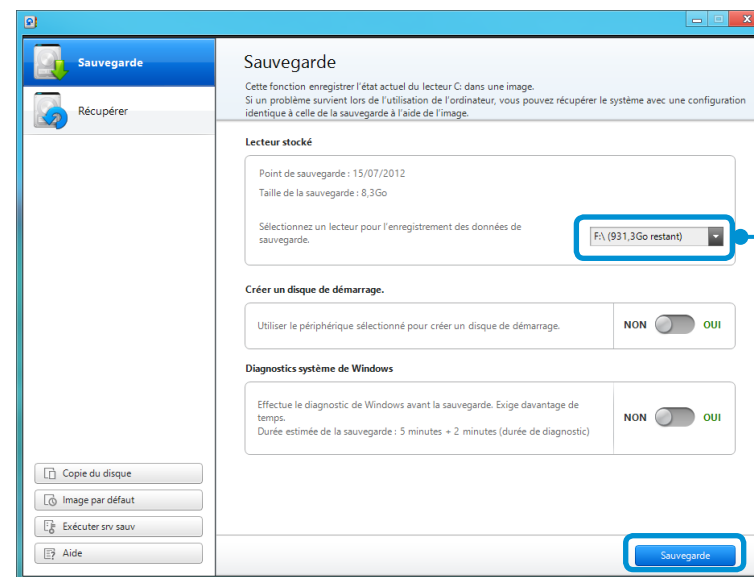 Sauvegarde
Récupérer
Copie du disque
Image par défaut
Exécuter srv sauv
Aide
Sauvegarde
Cette fonction enregistrer l'état actuel du lecteur C: dans une image.
Si un problème survient lors de l'utilisation de l'ordinateur, vous pouvez récupérer le système avec une configuration
identique à celle de la sauvegarde à l'aide de l'image.
Lecteur stocké
Point de sauvegarde : 15/07/2012
Taille de la sauvegarde : 8,3Go
Sélectionnez un lecteur pour l'enregistrement des données de
sauvegarde.
F:\ (931,3Go restant)
Créer un disque de démarrage.
Utiliser le périphérique sélectionné pour créer un disque de démarrage.
NON OUI
Diagnostics système de Windows
Effectue le diagnostic de Windows avant la sauvegarde. Exige davantage de
temps.
Durée estimée de la sauvegarde : 5 minutes + 2 minutes (durée de diagnostic)
NON OUI
Sauvegarde